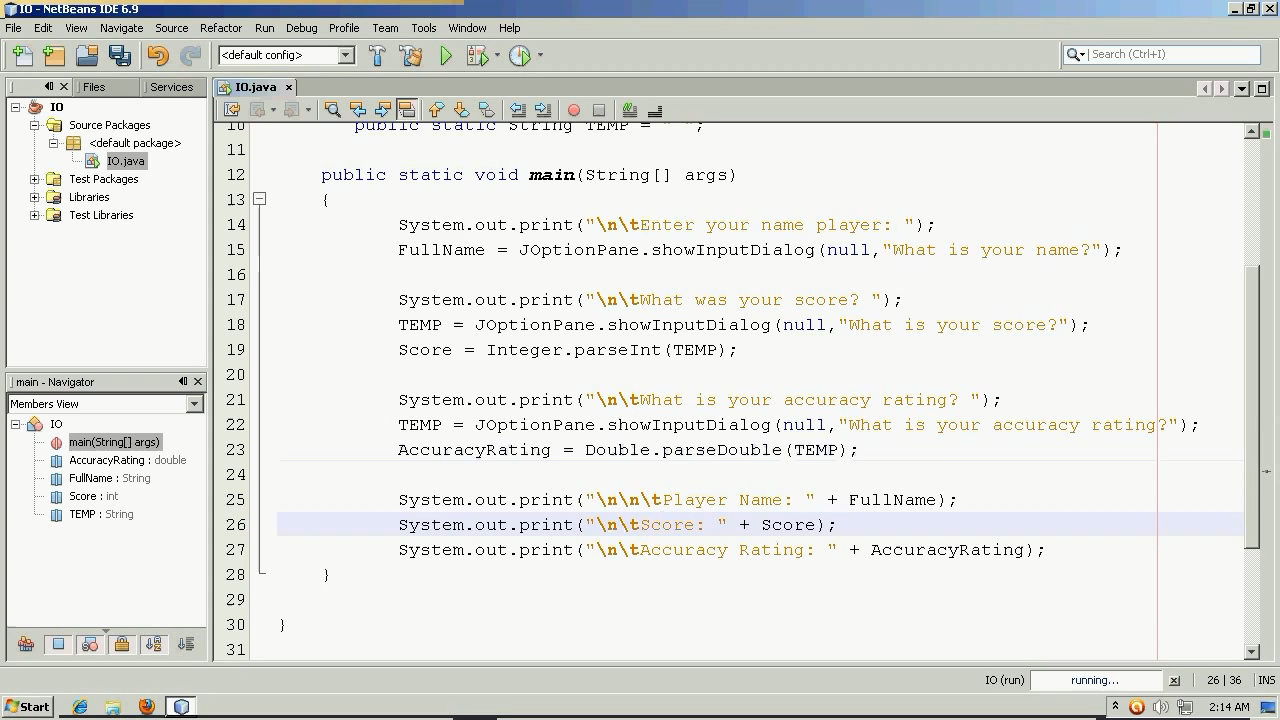 IO - NetBeans IDE 6.9
File Edit View Navigate Source Refactor Run Debug Profile Team Tools Window Help
<default config>
Search (Ctrl+I)
Files Services
IO.java
IO
Source Packages
<default package>
IO.java
Test Packages
Libraries
Test Libraries
main - Navigator
Members View
IO
main(String[] args)
AccuracyRating : double
FullName : String
Score : int
TEMP : String
10 public static String TEMP = " ";
11
12 public static void main(String[] args)
13 {
14 System.out.print("\n\tEnter your name player: ");
15 FullName = JOptionPane.showInputDialog(null,"What is your name?");
16
17 System.out.print("\n\tWhat was your score? ");
18 TEMP = JOptionPane.showInputDialog(null,"What is your score?");
19 Score = Integer.parseInt(TEMP);
20
21 System.out.print("\n\tWhat is your accuracy rating? ");
22 TEMP = JOptionPane.showInputDialog(null,"What is your accuracy rating?");
23 AccuracyRating = Double.parseDouble(TEMP);
24
25 System.out.print("\n\n\tPlayer Name: " + FullName);
26 System.out.print("\n\tScore: " + Score);
27 System.out.print("\n\tAccuracy Rating: " + AccuracyRating);
28 }
29
30 }
31
IO (run) running... 26 | 36 INS
Start 2:14 AM